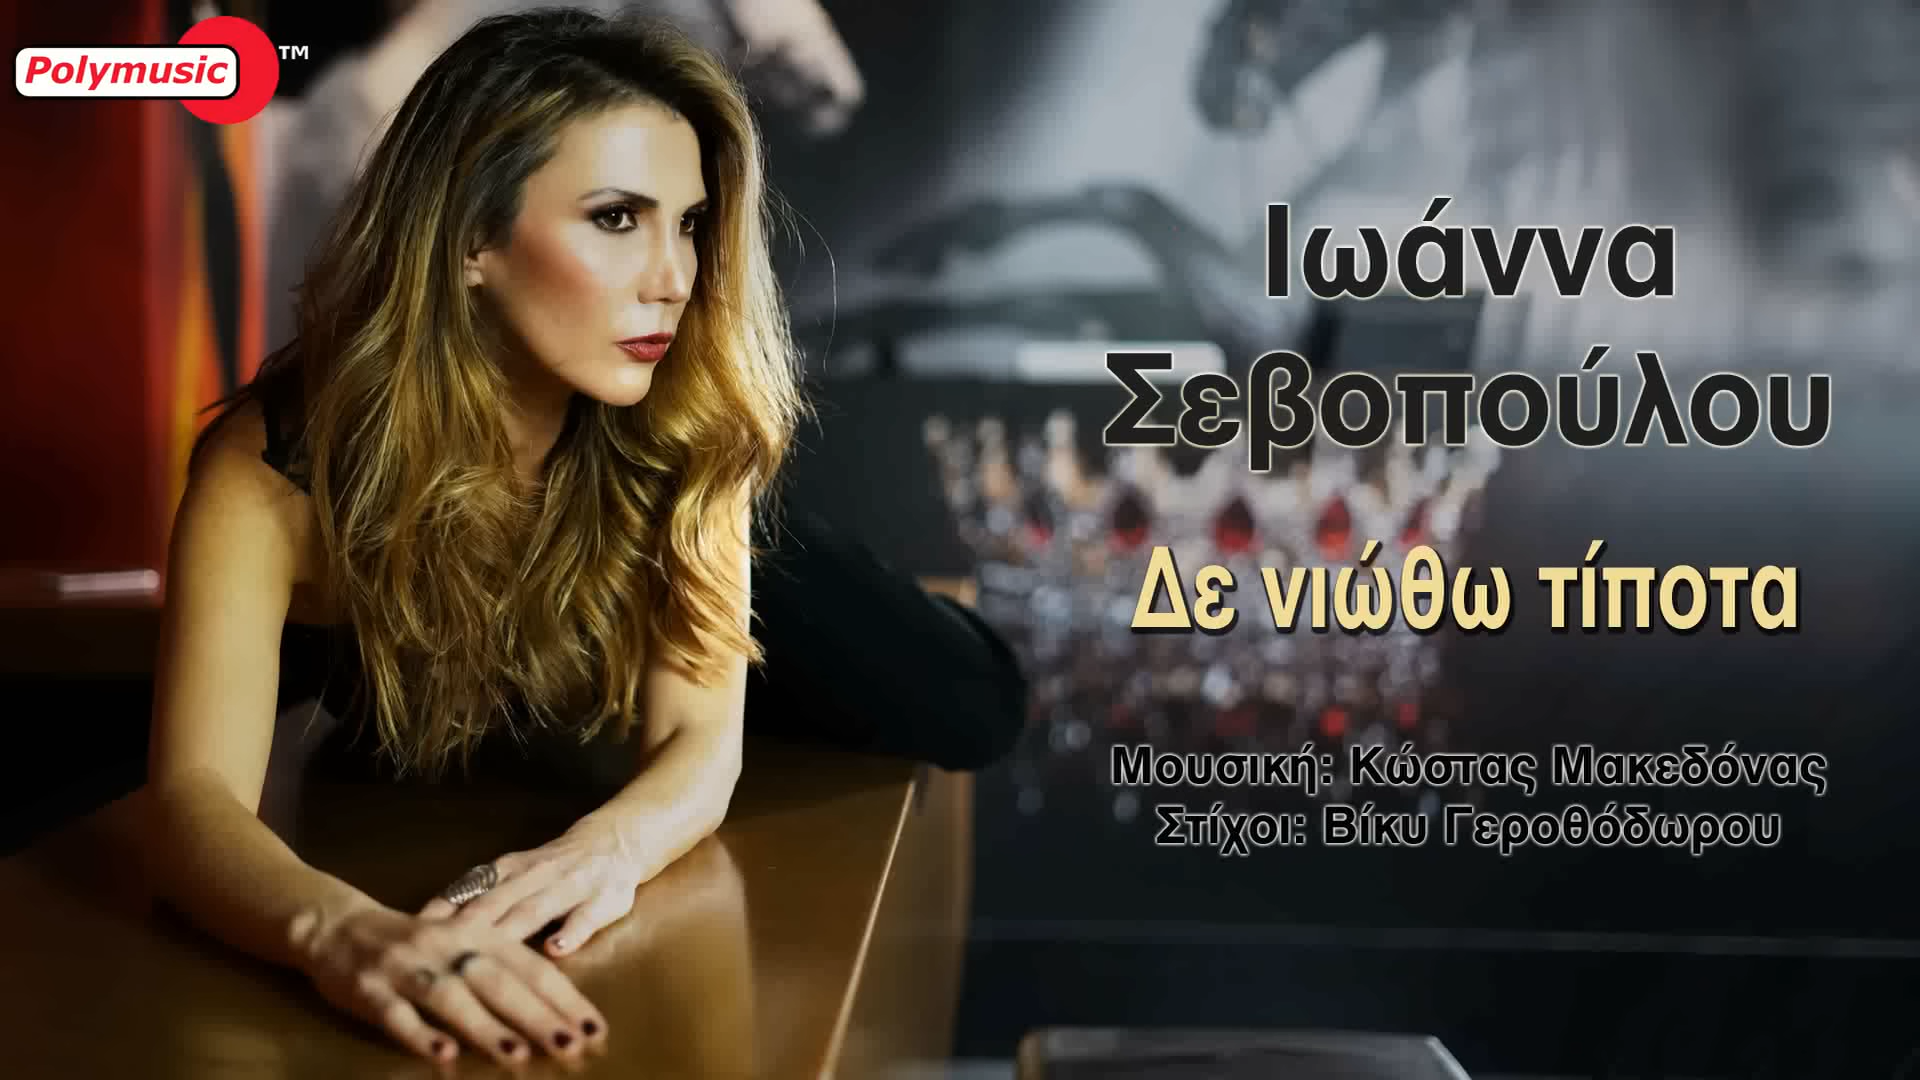 Polymusic™
Ιωάννα
Σεβοπούλου
Δε νιώθω τίποτα
Μουσική: Κώστας Μακεδόνας
Στίχοι: Βίκυ Γεροθόδωρου